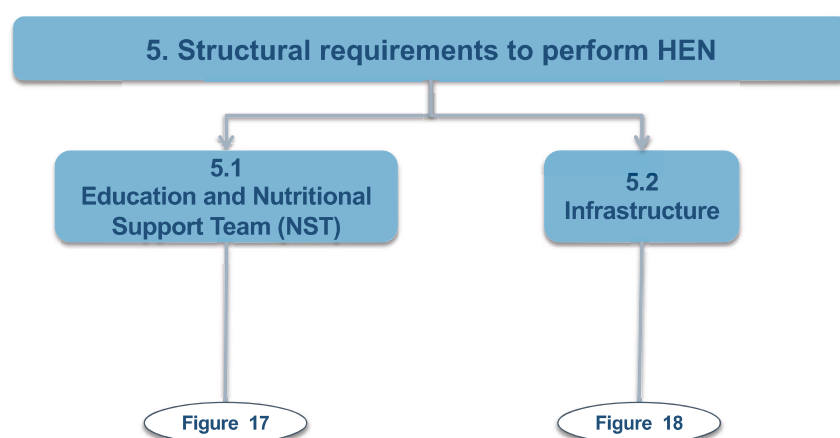 5. Structural requirements to perform HEN
5.1
Education and Nutritional
Support Team (NST)
5.2
Infrastructure
Figure 17
Figure 18